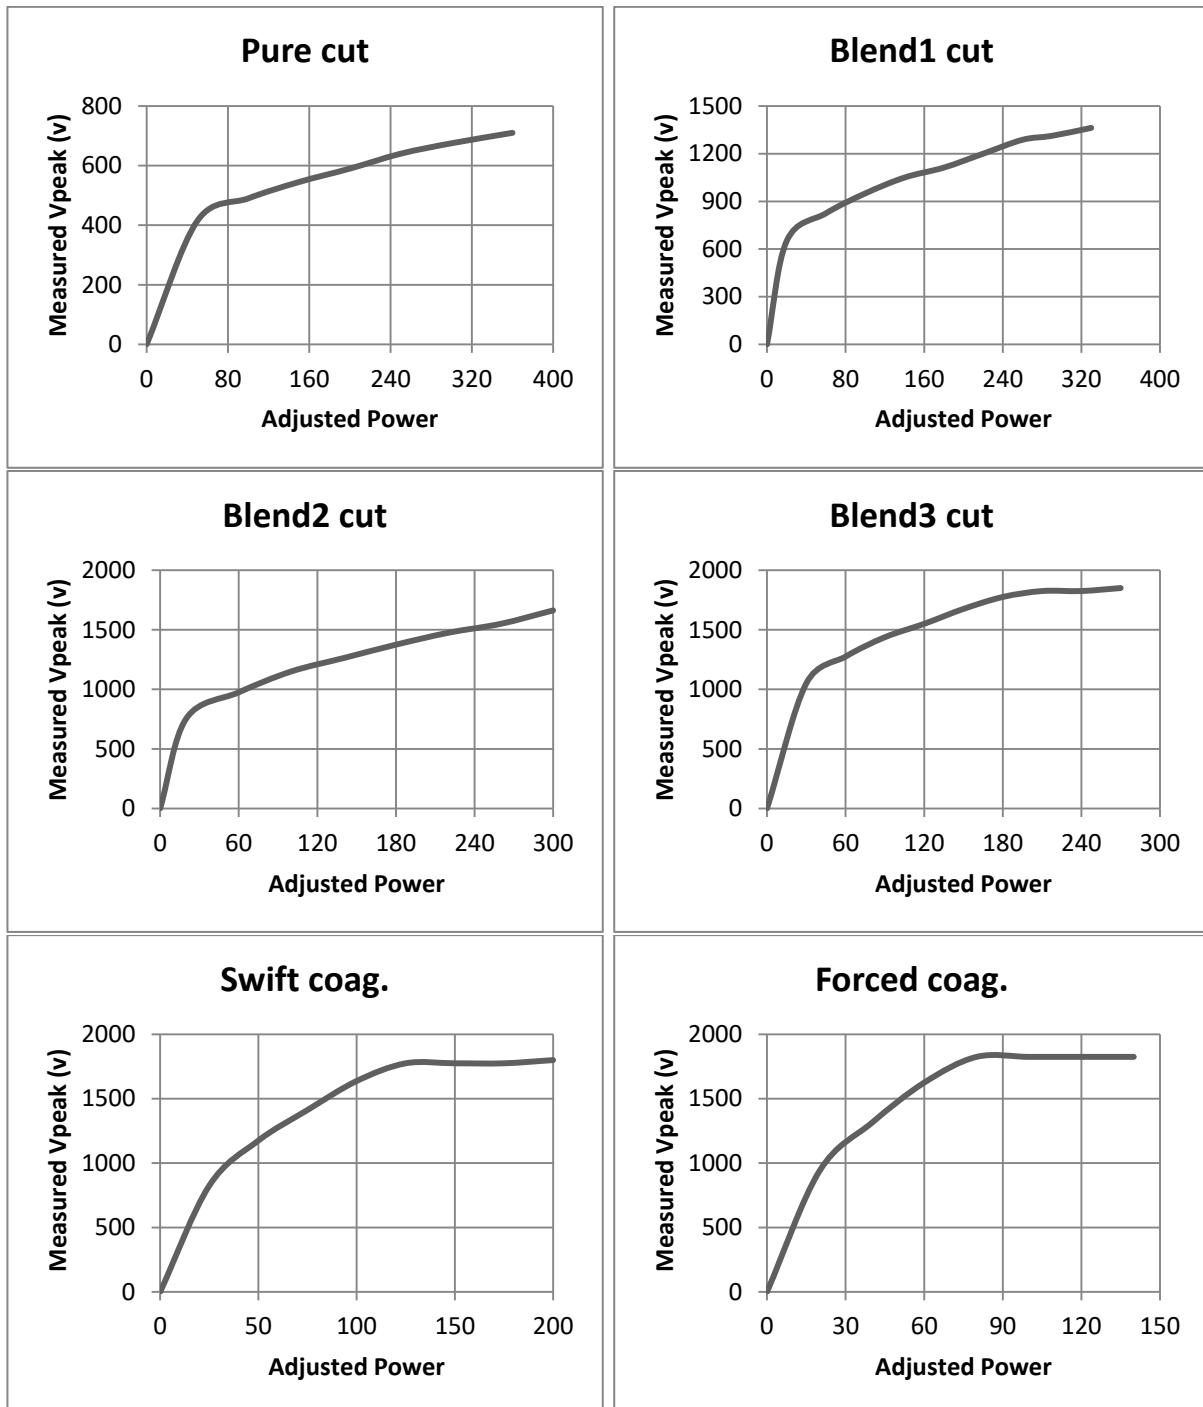 Pure cut
Measured Vpeak (v)
800
600
400
200
0
0 80 160 240 320 400
Adjusted Power
Blend1 cut
Measured Vpeak (v)
1500
1200
900
600
300
0
0 80 160 240 320 400
Adjusted Power
Blend2 cut
Measured Vpeak (v)
2000
1500
1000
500
0
0 60 120 180 240 300
Adjusted Power
Blend3 cut
Measured Vpeak (v)
2000
1500
1000
500
0
0 60 120 180 240 300
Adjusted Power
Swift coag.
Measured Vpeak (v)
2000
1500
1000
500
0
0 50 100 150 200
Adjusted Power
Forced coag.
Measured Vpeak (v)
2000
1500
1000
500
0
0 30 60 90 120 150
Adjusted Power